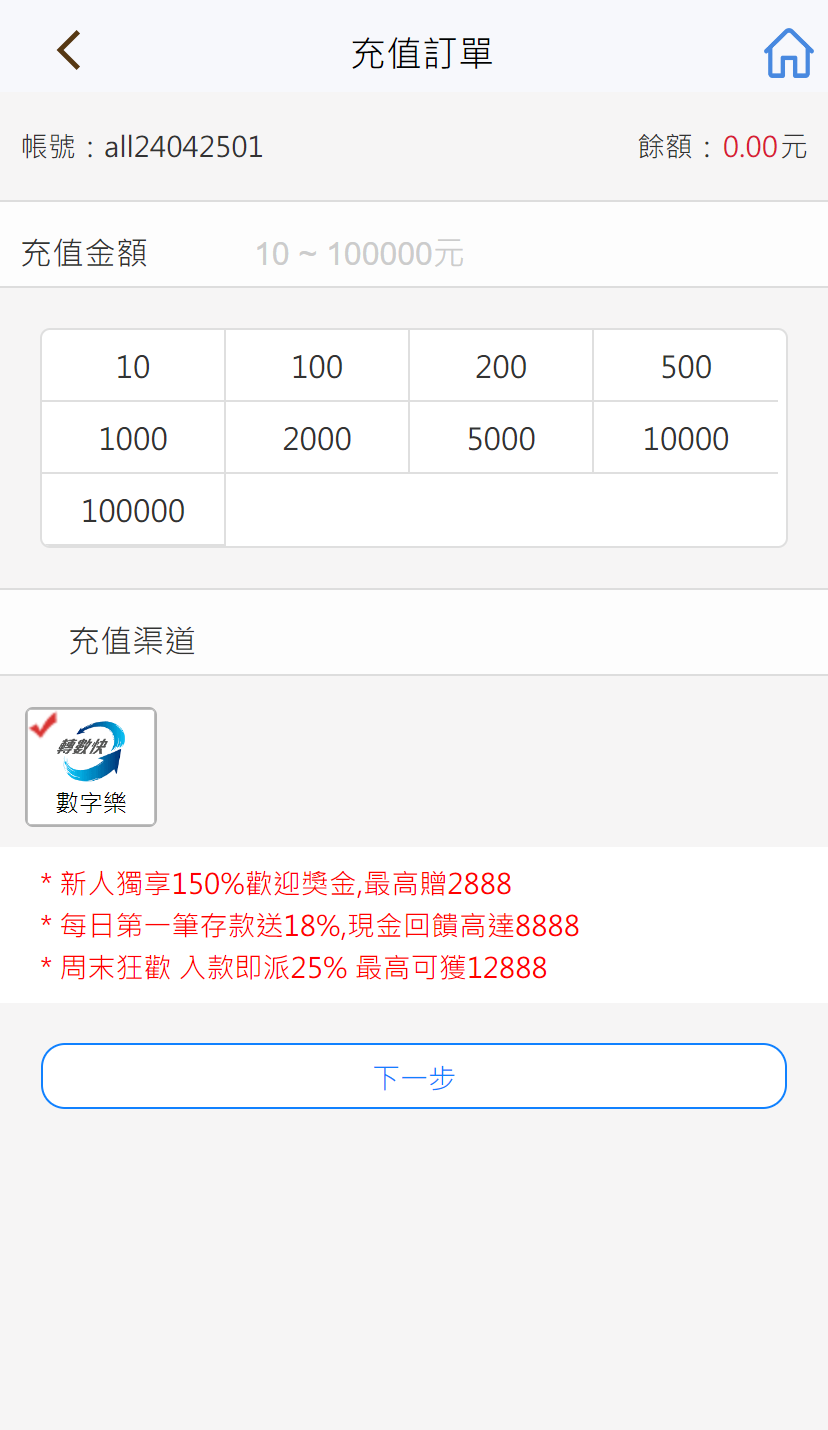 充值訂單
帳號：all24042501 餘額：0.00元
充值金額 10 ~ 100000元
10 100 200 500
1000 2000 5000 10000
100000
充值渠道
轉數快
數字樂
* 新人獨享150%歡迎獎金,最高贈2888
* 每日第一筆存款送18%,現金回饋高達8888
* 周末狂歡 入款即派25% 最高可獲12888
下一步